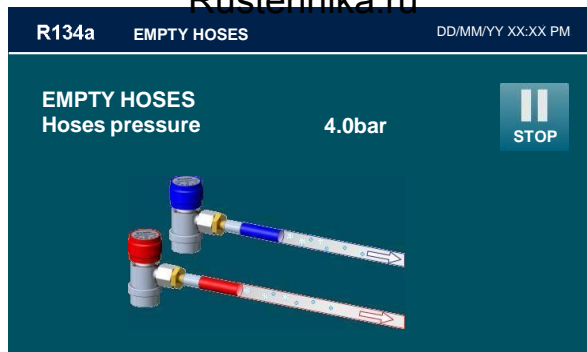 Rustehnika.ru
R134a EMPTY HOSES DD/MM/YY XX:XX PM
EMPTY HOSES
Hoses pressure 4.0bar
STOP